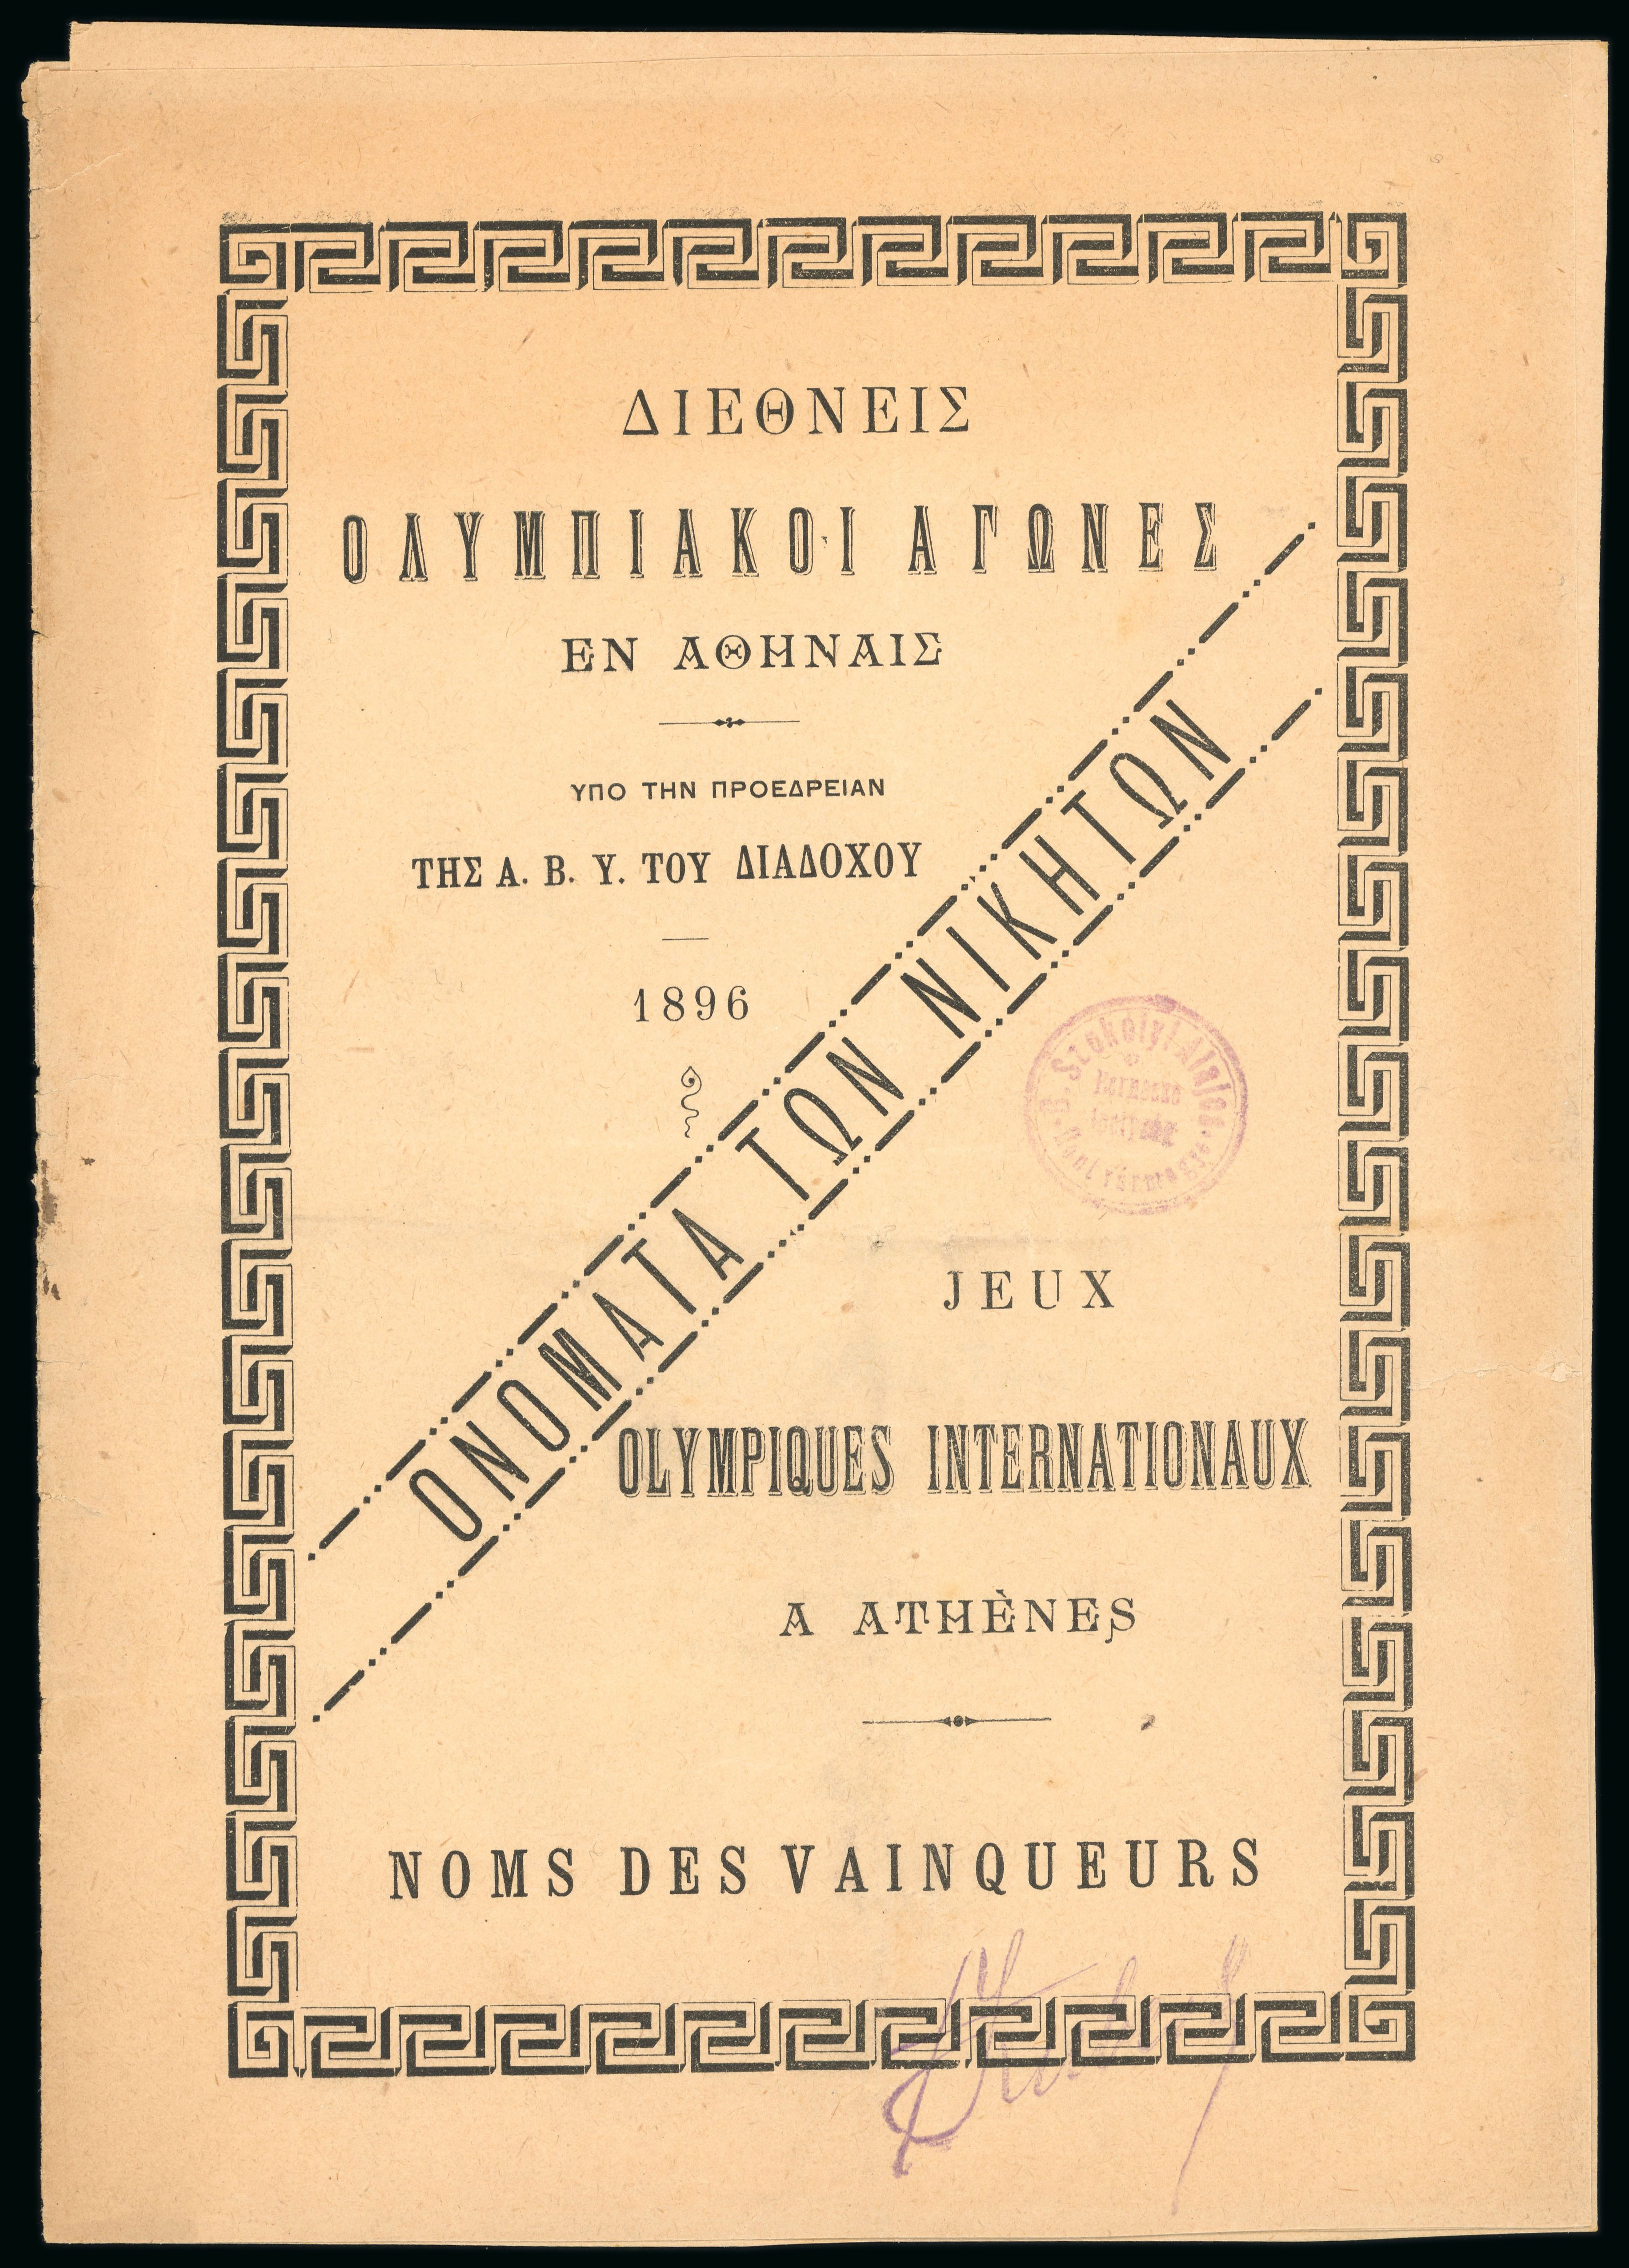 ΔΙΕΘΝΕΙΣ
ΟΛΥΜΠΙΑΚΟΙ ΑΓΩΝΕΣ
ΕΝ ΑΘΗΝΑΙΣ
ΥΠΟ ΤΗΝ ΠΡΟΕΔΡΕΙΑΝ
ΤΗΣ Α. Β. Υ. ΤΟΥ ΔΙΑΔΟΧΟΥ
1896
ΟΝΟΜΑΤΑ ΤΩΝ ΝΙΚΗΤΩΝ
JEUX
OLYMPIQUES INTERNATIONAUX
A ATHÈNES
NOMS DES VAINQUEURS